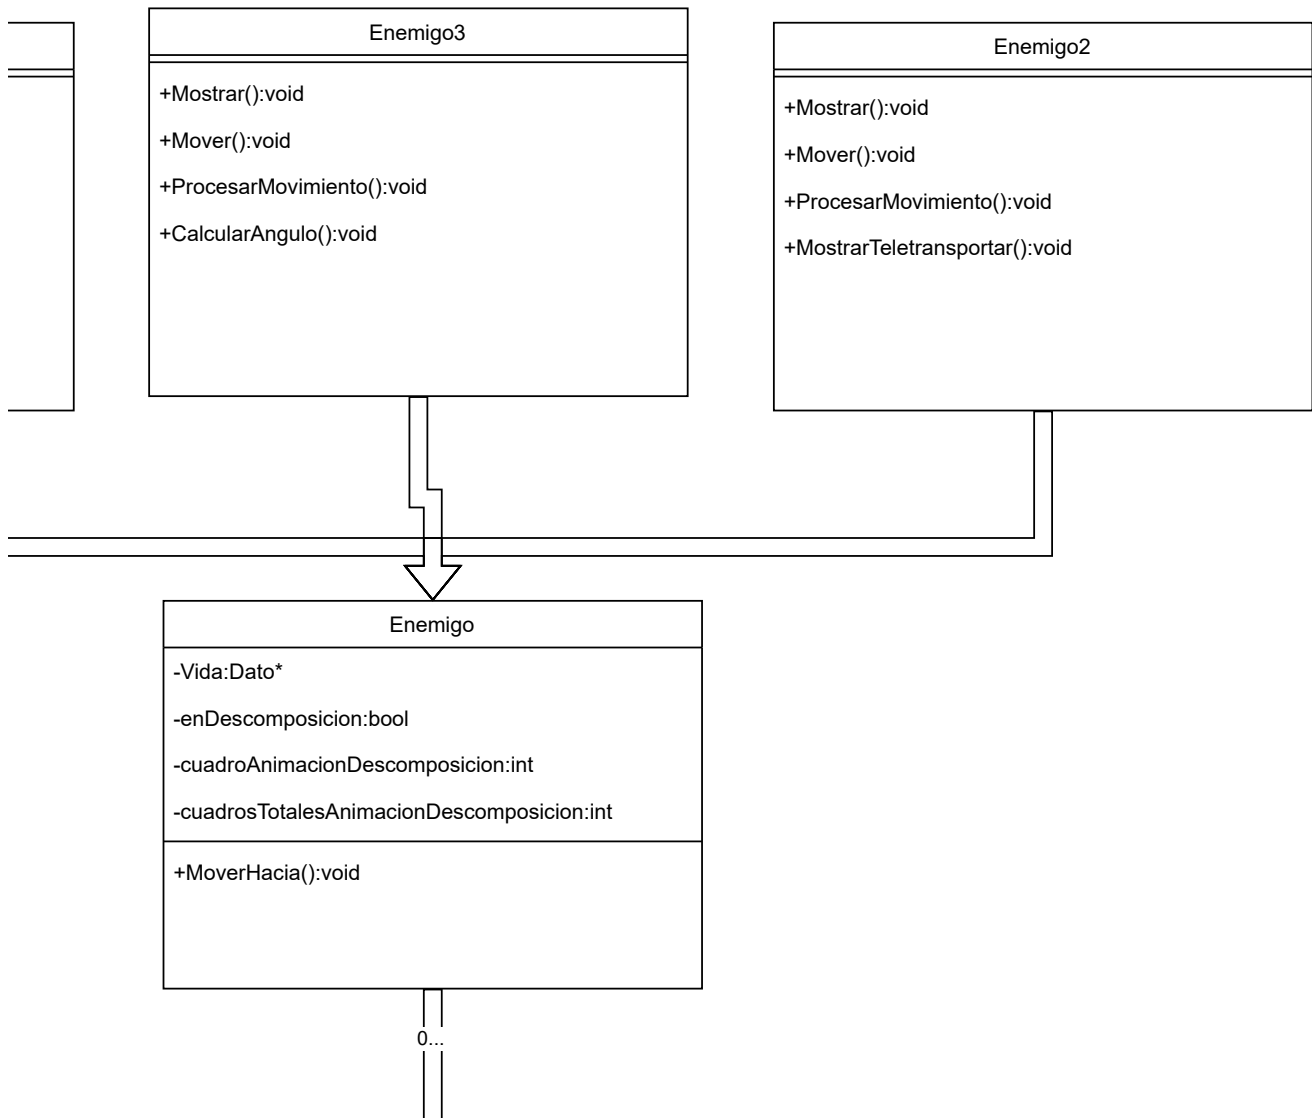 Enemigo3
+Mostrar():void
+Mover():void
+ProcesarMovimiento():void
+CalcularAngulo():void
Enemigo2
+Mostrar():void
+Mover():void
+ProcesarMovimiento():void
+MostrarTeletransportar():void
Enemigo
-Vida:Dato*
-enDescomposicion:bool
-cuadroAnimacionDescomposicion:int
-cuadrosTotalesAnimacionDescomposicion:int
+MoverHacia():void
0...